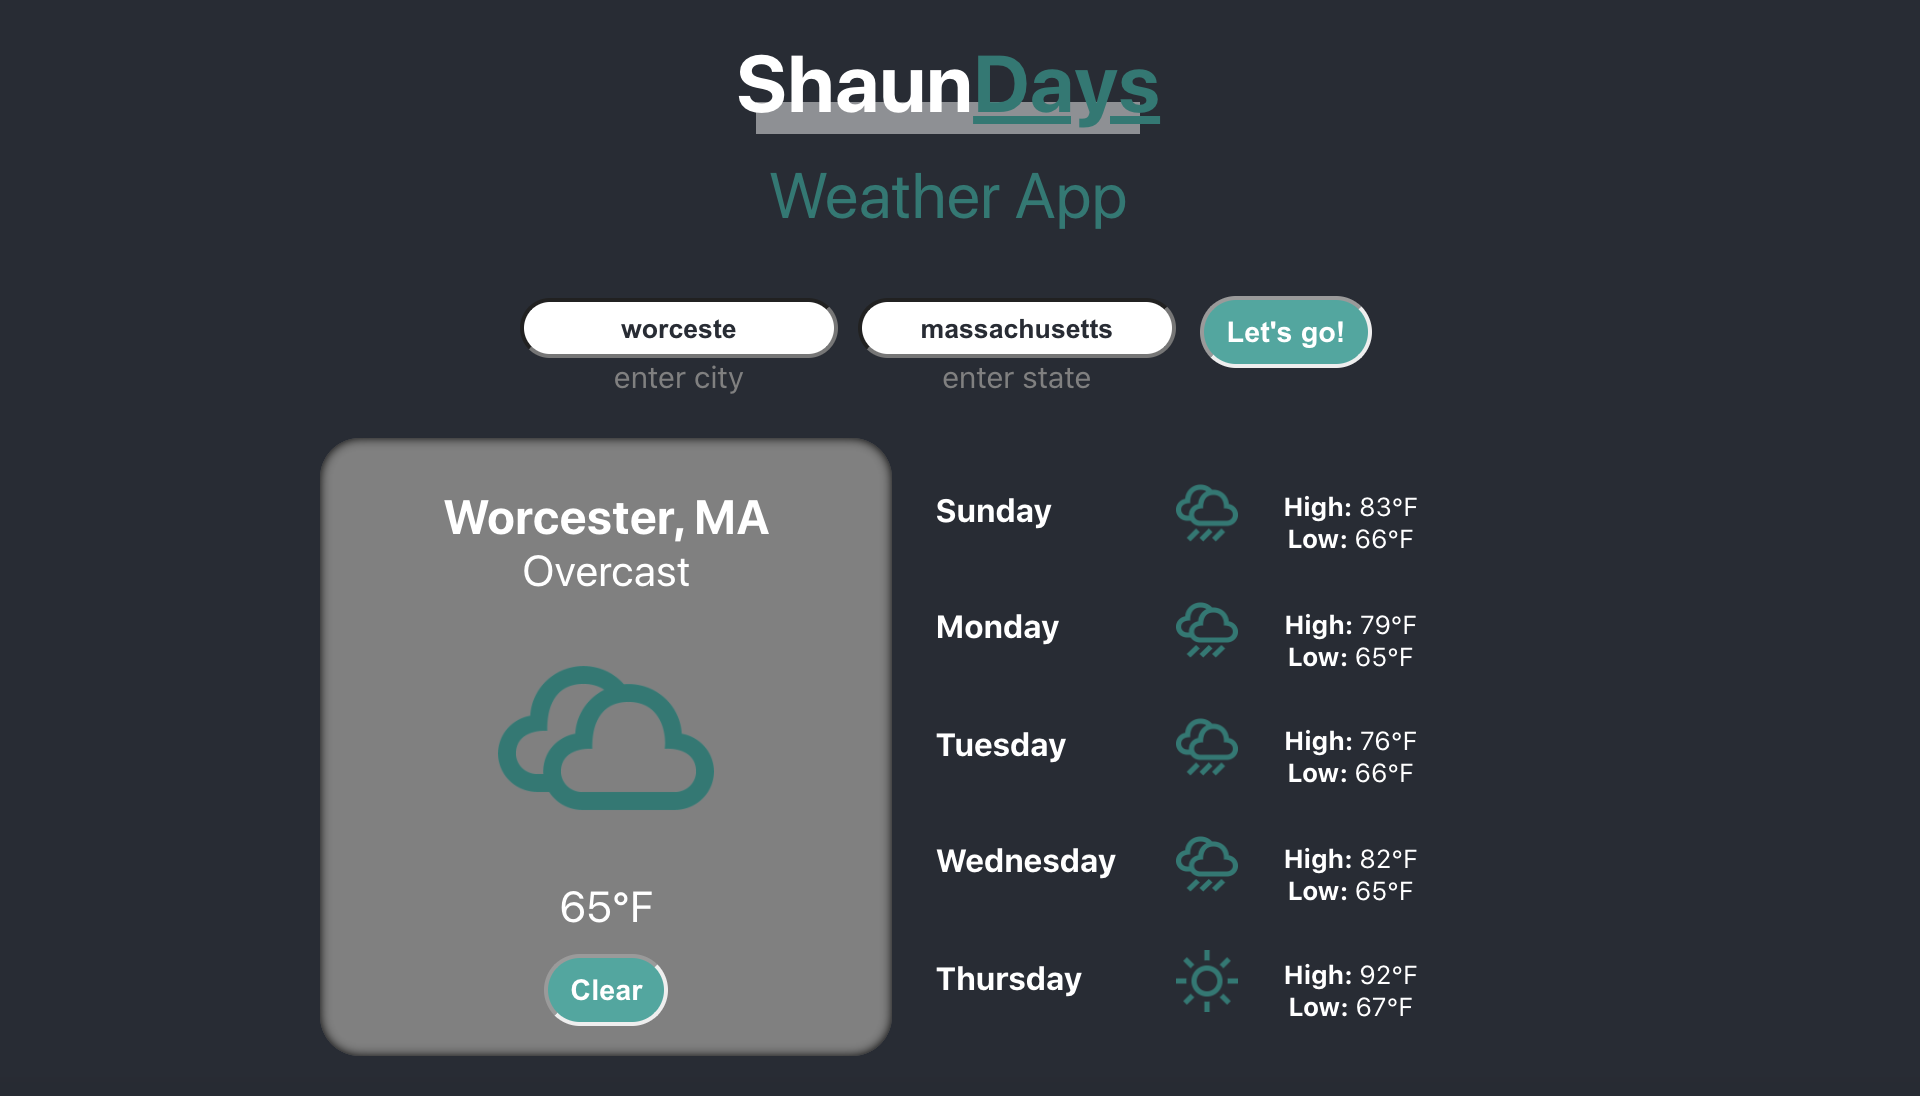 ShaunDays
Weather App
worceste
massachusetts
Let's go!
enter city
enter state
Worcester, MA
Overcast
65°F
Clear
Sunday
High: 83°F
Low: 66°F
Monday
High: 79°F
Low: 65°F
Tuesday
High: 76°F
Low: 66°F
Wednesday
High: 82°F
Low: 65°F
Thursday
High: 92°F
Low: 67°F